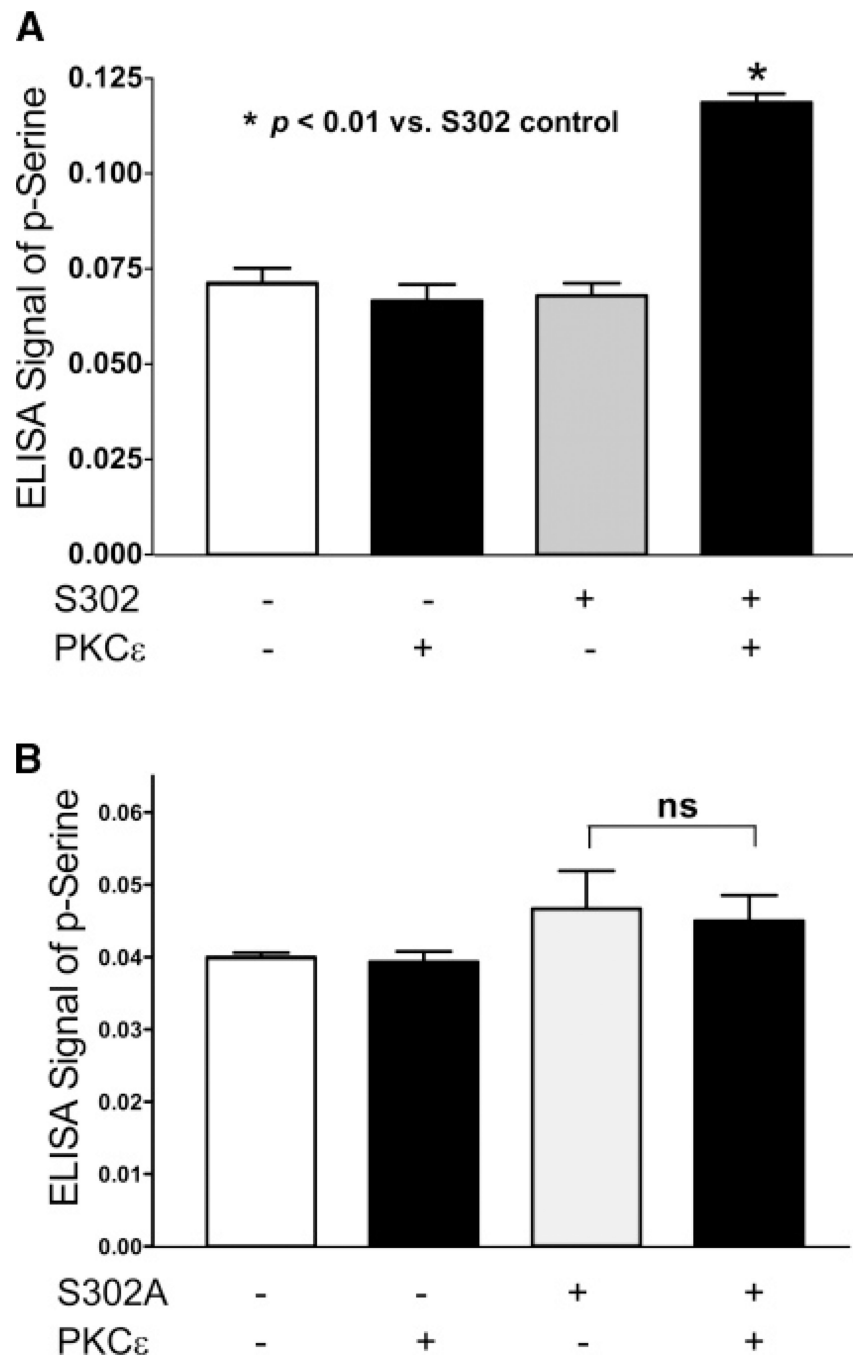 A
ELISA Signal of p-Serine
0.125
0.100
0.075
0.050
0.025
0.000
* p < 0.01 vs. S302 control
*
S302 - - + +
PKCε - + - +
B
ELISA Signal of p-Serine
0.06
0.05
0.04
0.03
0.02
0.01
0.00
ns
S302A - - + +
PKCε - + - +